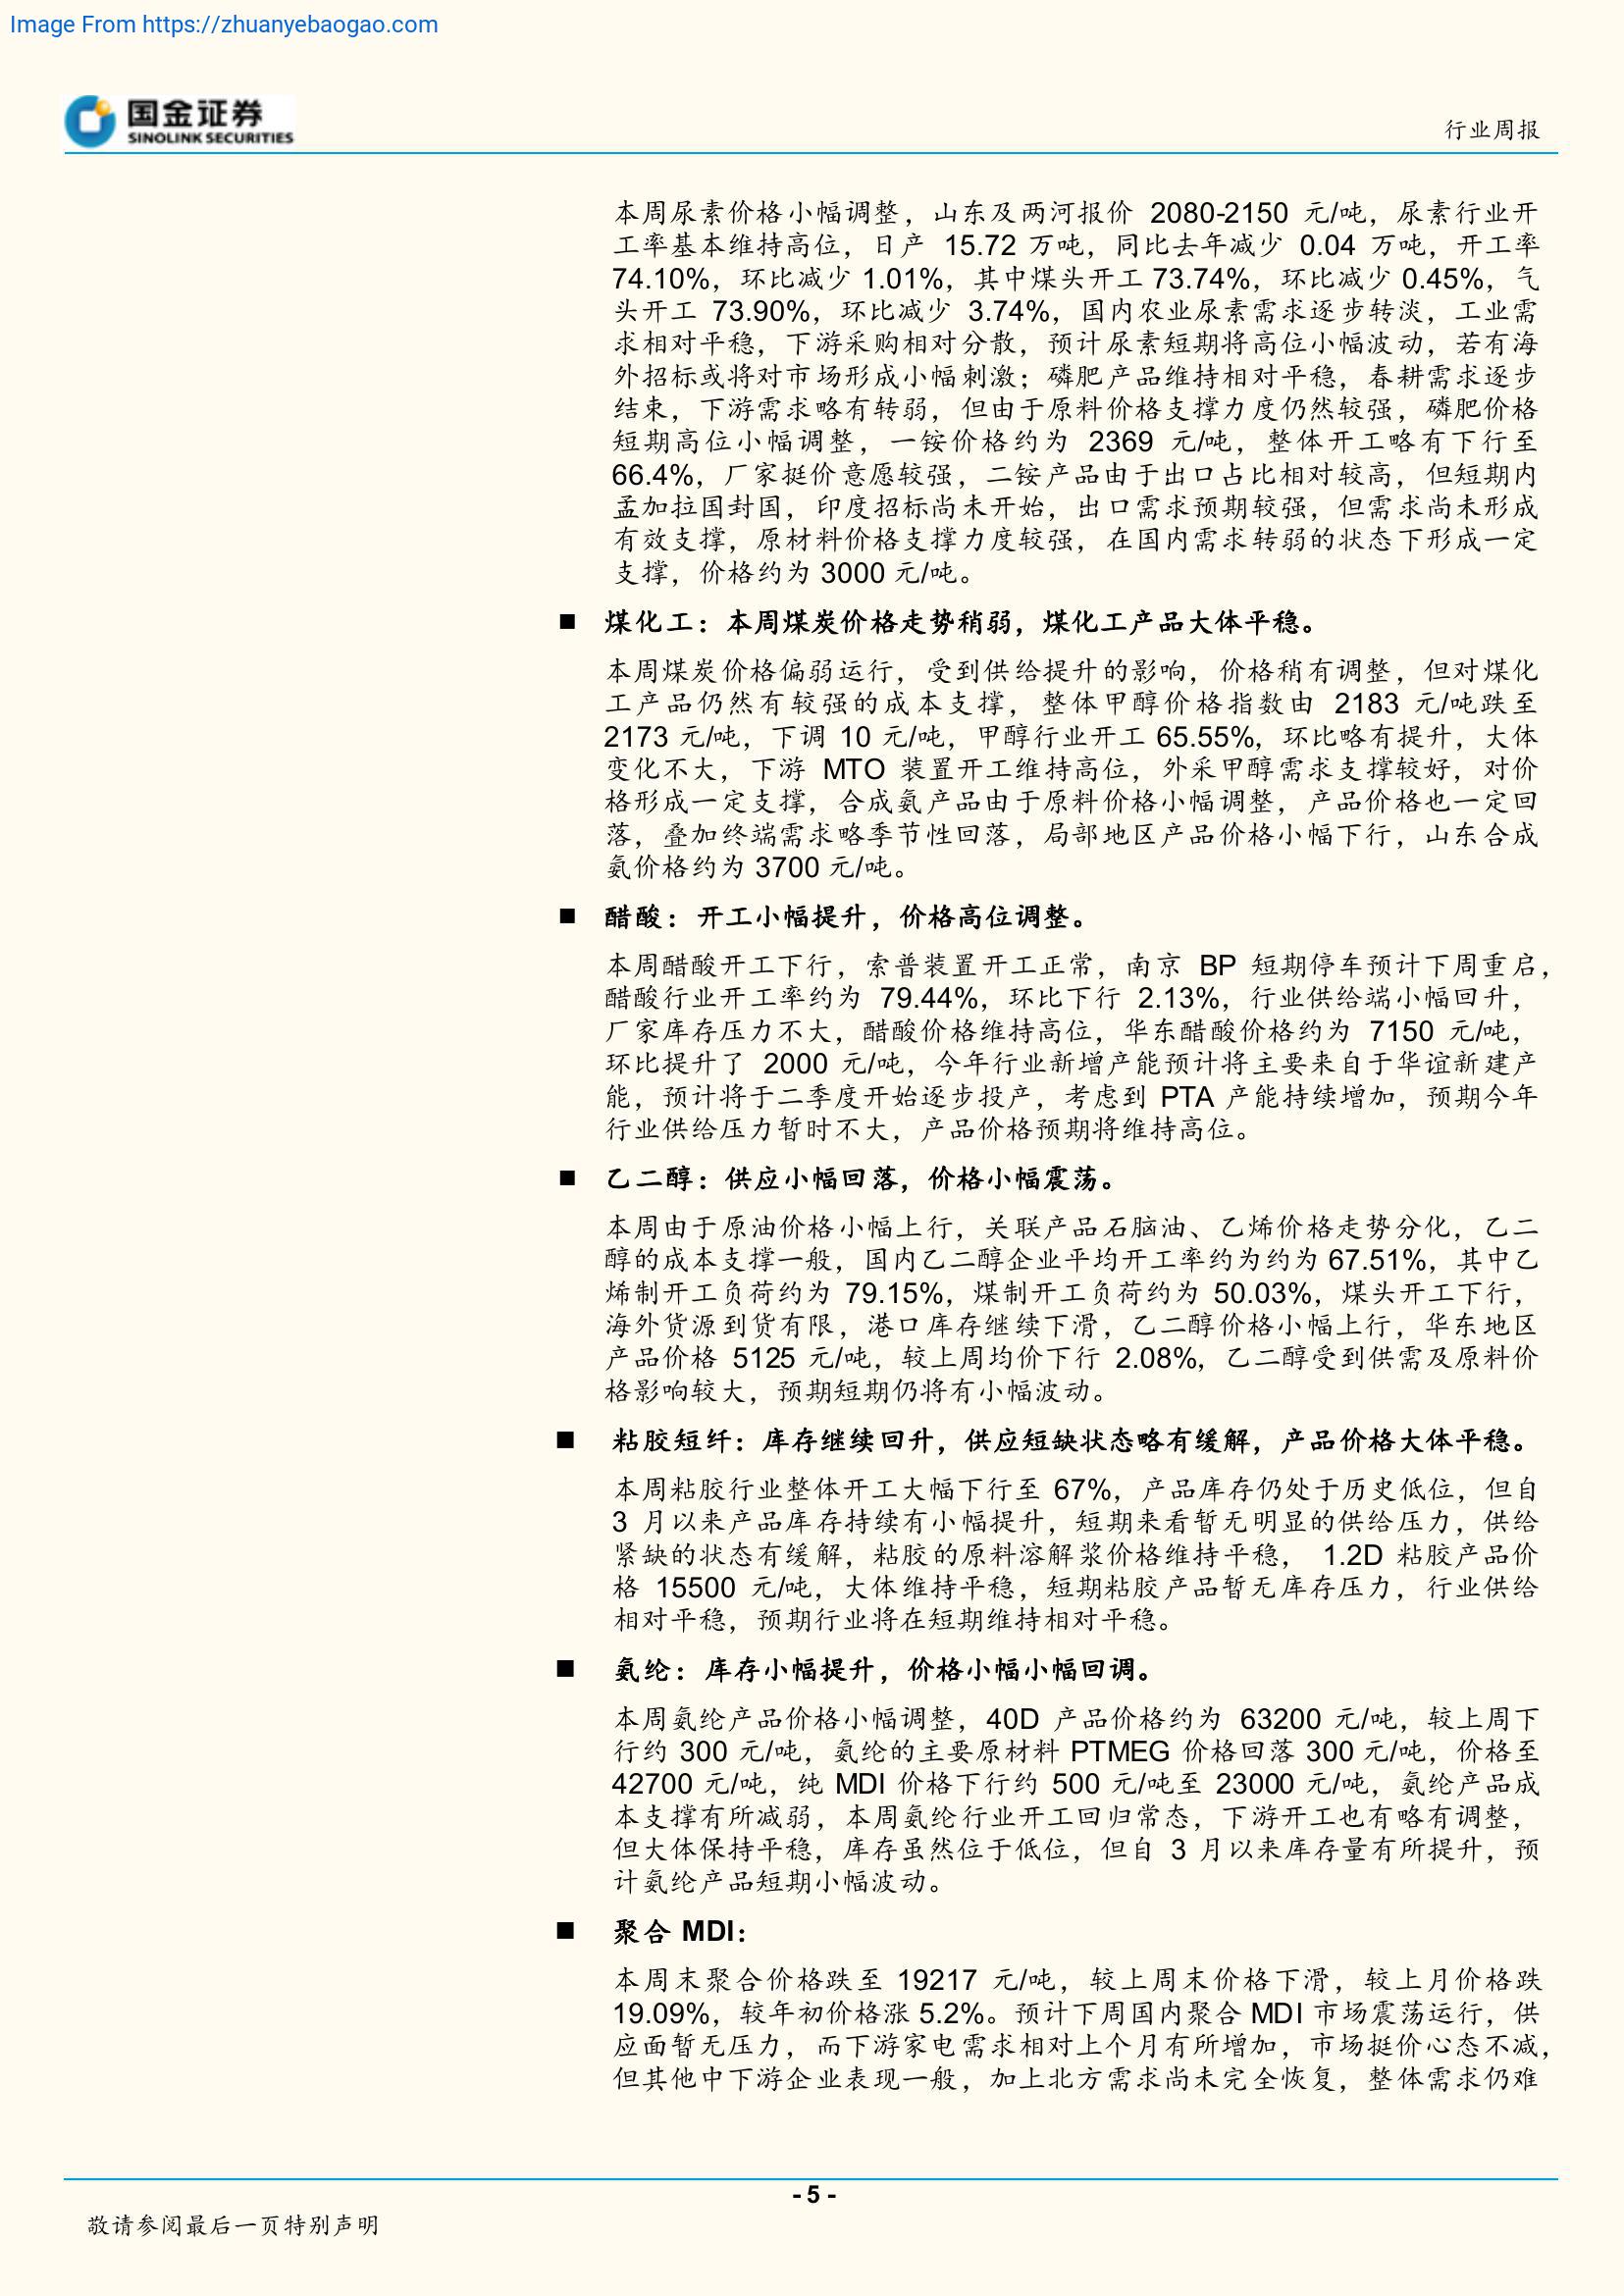 Image From https://zhuanyebaogao.com
国金证券
SINOLINK SECURITIES
行业周报
本周尿素价格小幅调整，山东及两河报价 2080-2150 元/吨，尿素行业开
工率基本维持高位，日产 15.72 万吨，同比去年减少 0.04 万吨，开工率
74.10%，环比减少 1.01%，其中煤头开工 73.74%，环比减少 0.45%，气
头开工 73.90%，环比减少 3.74%，国内农业尿素需求逐步转淡，工业需
求相对平稳，下游采购相对分散，预计尿素短期将高位小幅波动，若有海
外招标或将对市场形成小幅刺激；磷肥产品维持相对平稳，春耕需求逐步
结束，下游需求略有转弱，但由于原料价格支撑力度仍然较强，磷肥价格
短期高位小幅调整，一铵价格约为 2369 元/吨，整体开工略有下行至
66.4%，厂家挺价意愿较强，二铵产品由于出口占比相对较高，但短期内
孟加拉国封国，印度招标尚未开始，出口需求预期较强，但需求尚未形成
有效支撑，原材料价格支撑力度较强，在国内需求转弱的状态下形成一定
支撑，价格约为 3000 元/吨。
■ 煤化工：本周煤炭价格走势稍弱，煤化工产品大体平稳。
本周煤炭价格偏弱运行，受到供给提升的影响，价格稍有调整，但对煤化
工产品仍然有较强的成本支撑，整体甲醇价格指数由 2183 元/吨跌至
2173 元/吨，下调 10 元/吨，甲醇行业开工 65.55%，环比略有提升，大体
变化不大，下游 MTO 装置开工维持高位，外采甲醇需求支撑较好，对价
格形成一定支撑，合成氨产品由于原料价格小幅调整，产品价格也一定回
落，叠加终端需求略季节性回落，局部地区产品价格小幅下行，山东合成
氨价格约为 3700 元/吨。
■ 醋酸：开工小幅提升，价格高位调整。
本周醋酸开工下行，索普装置开工正常，南京 BP 短期停车预计下周重启，
醋酸行业开工率约为 79.44%，环比下行 2.13%，行业供给端小幅回升，
厂家库存压力不大，醋酸价格维持高位，华东醋酸价格约为 7150 元/吨，
环比提升了 2000 元/吨，今年行业新增产能预计将主要来自于华谊新建产
能，预计将于二季度开始逐步投产，考虑到 PTA 产能持续增加，预期今年
行业供给压力暂时不大，产品价格预期将维持高位。
■ 乙二醇：供应小幅回落，价格小幅震荡。
本周由于原油价格小幅上行，关联产品石脑油、乙烯价格走势分化，乙二
醇的成本支撑一般，国内乙二醇企业平均开工率约为约为 67.51%，其中乙
烯制开工负荷约为 79.15%，煤制开工负荷约为 50.03%，煤头开工下行，
海外货源到货有限，港口库存继续下滑，乙二醇价格小幅上行，华东地区
产品价格 5125 元/吨，较上周均价下行 2.08%，乙二醇受到供需及原料价
格影响较大，预期短期仍将有小幅波动。
■ 粘胶短纤：库存继续回升，供应短缺状态略有缓解，产品价格大体平稳。
本周粘胶行业整体开工大幅下行至 67%，产品库存仍处于历史低位，但自
3 月以来产品库存持续有小幅提升，短期来看暂无明显的供给压力，供给
紧缺的状态有缓解，粘胶的原料溶解浆价格维持平稳， 1.2D 粘胶产品价
格 15500 元/吨，大体维持平稳，短期粘胶产品暂无库存压力，行业供给
相对平稳，预期行业将在短期维持相对平稳。
■ 氨纶：库存小幅提升，价格小幅小幅回调。
本周氨纶产品价格小幅调整，40D 产品价格约为 63200 元/吨，较上周下
行约 300 元/吨，氨纶的主要原材料 PTMEG 价格回落 300 元/吨，价格至
42700 元/吨，纯 MDI 价格下行约 500 元/吨至 23000 元/吨，氨纶产品成
本支撑有所减弱，本周氨纶行业开工回归常态，下游开工也有略有调整，
但大体保持平稳，库存虽然位于低位，但自 3 月以来库存量有所提升，预
计氨纶产品短期小幅波动。
■ 聚合 MDI：
本周末聚合价格跌至 19217 元/吨，较上周末价格下滑，较上月价格跌
19.09%，较年初价格涨 5.2%。预计下周国内聚合 MDI 市场震荡运行，供
应面暂无压力，而下游家电需求相对上个月有所增加，市场挺价心态不减，
但其他中下游企业表现一般，加上北方需求尚未完全恢复，整体需求仍难
- 5 -
敬请参阅最后一页特别声明